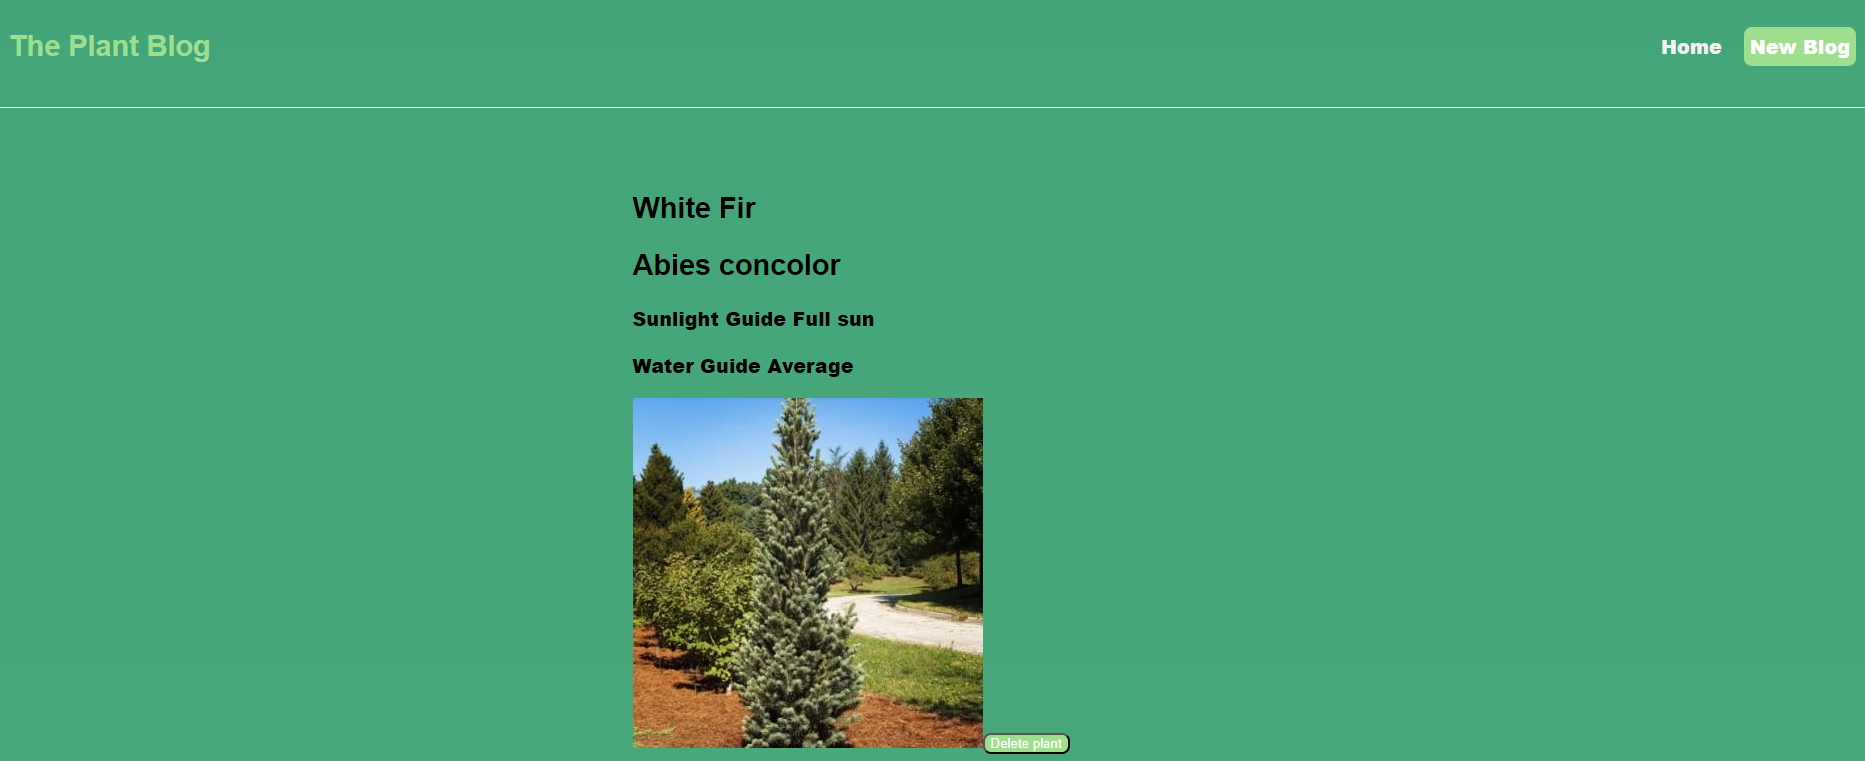 The Plant Blog
Home
New Blog
White Fir
Abies concolor
Sunlight Guide Full sun
Water Guide Average
Delete plant